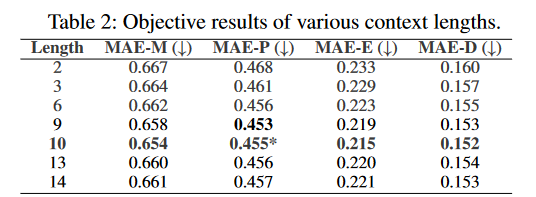 Table 2: Objective results of various context lengths.
Length MAE-M (↓) MAE-P (↓) MAE-E (↓) MAE-D (↓)
2 0.667 0.468 0.233 0.160
3 0.664 0.461 0.229 0.157
6 0.662 0.456 0.223 0.155
9 0.658 0.453 0.219 0.153
10 0.654 0.455* 0.215 0.152
13 0.660 0.456 0.220 0.154
14 0.661 0.457 0.221 0.153